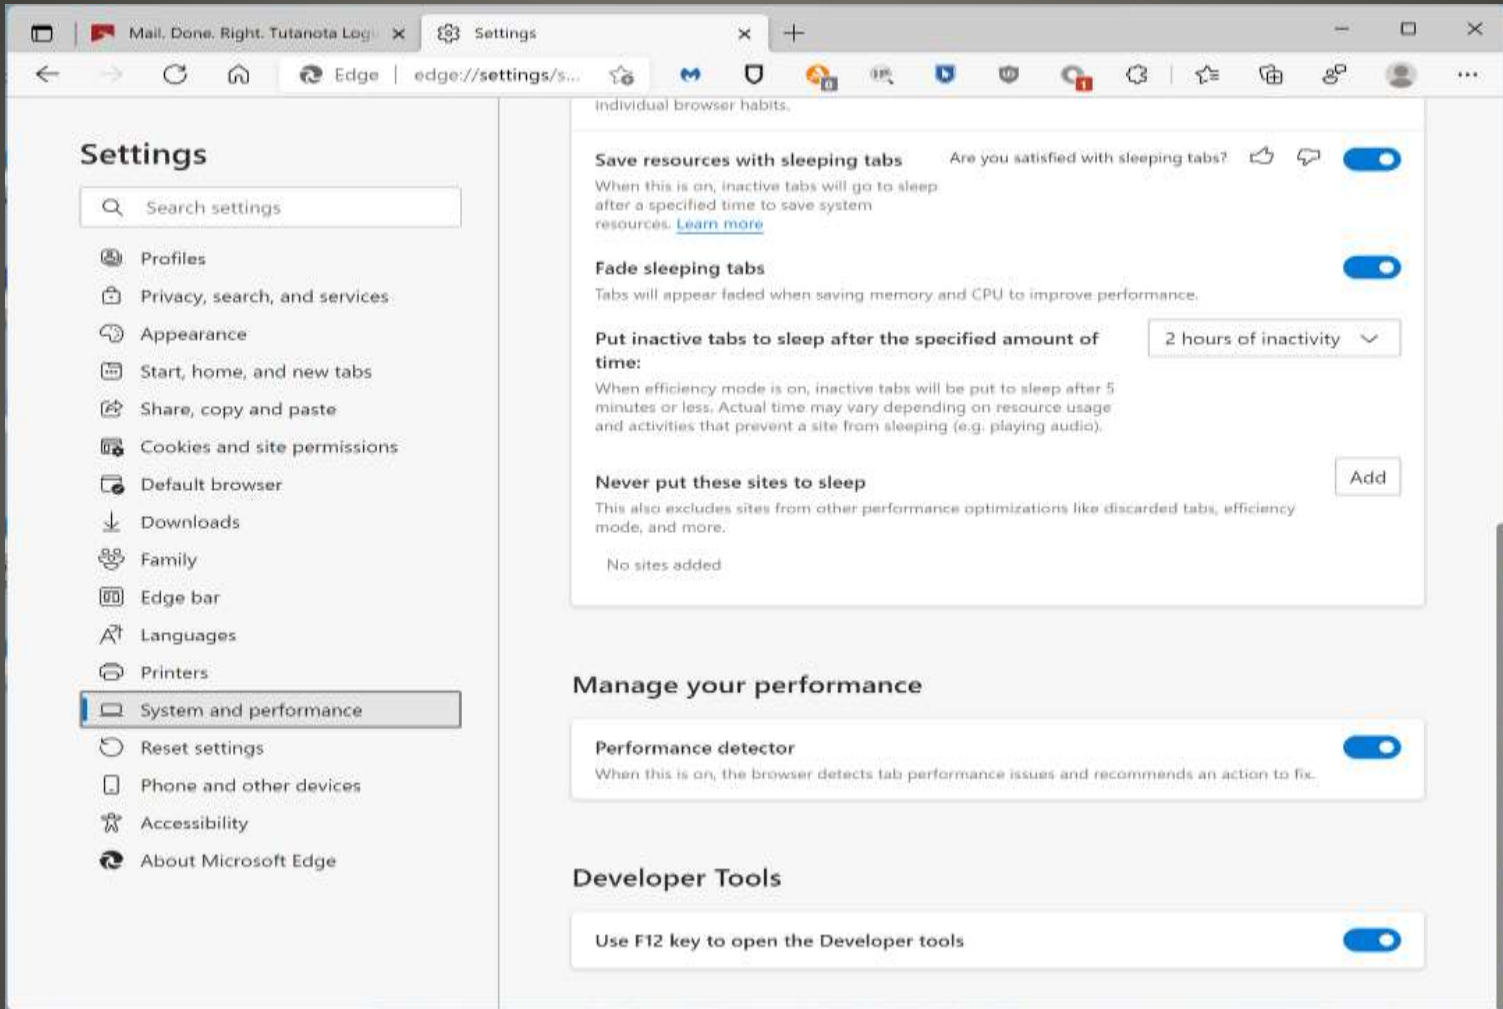 Mail. Done. Right. Tutanota Logi
Settings
Edge
edge://settings/s...
0
1
Settings
Search settings
Profiles
Privacy, search, and services
Appearance
Start, home, and new tabs
Share, copy and paste
Cookies and site permissions
Default browser
Downloads
Family
Edge bar
Languages
Printers
System and performance
Reset settings
Phone and other devices
Accessibility
About Microsoft Edge
individual browser habits.
Save resources with sleeping tabs
Are you satisfied with sleeping tabs?
When this is on, inactive tabs will go to sleep
after a specified time to save system
resources. Learn more
Fade sleeping tabs
Tabs will appear faded when saving memory and CPU to improve performance.
Put inactive tabs to sleep after the specified amount of
time:
2 hours of inactivity
When efficiency mode is on, inactive tabs will be put to sleep after 5
minutes or less. Actual time may vary depending on resource usage
and activities that prevent a site from sleeping (e.g. playing audio).
Never put these sites to sleep
Add
This also excludes sites from other performance optimizations like discarded tabs, efficiency
mode, and more.
No sites added
Manage your performance
Performance detector
When this is on, the browser detects tab performance issues and recommends an action to fix.
Developer Tools
Use F12 key to open the Developer tools